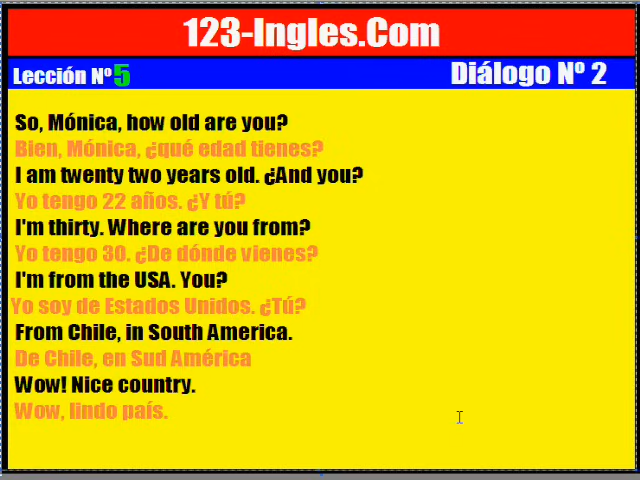 123-Ingles.Com
Lección Nº 5
Diálogo Nº 2
So, Mónica, how old are you?
Bien, Mónica, ¿qué edad tienes?
I am twenty two years old. ¿And you?
Yo tengo 22 años. ¿Y tú?
I'm thirty. Where are you from?
Yo tengo 30. ¿De dónde vienes?
I'm from the USA. You?
Yo soy de Estados Unidos. ¿Tú?
From Chile, in South America.
De Chile, en Sud América
Wow! Nice country.
Wow, lindo país.